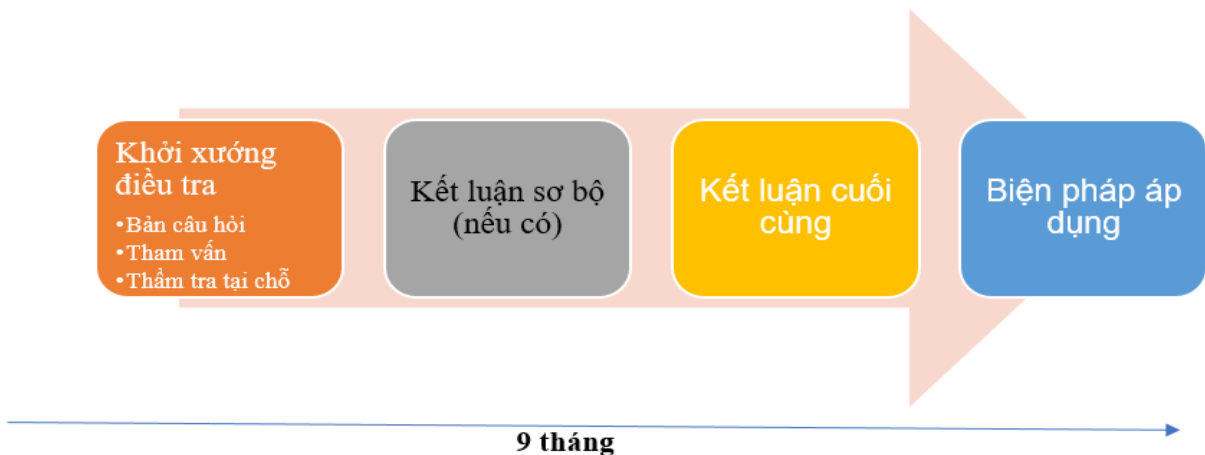 Khởi xướng
điều tra
•Bản câu hỏi
•Tham vấn
•Thẩm tra tại chỗ
Kết luận sơ bộ
(nếu có)
Kết luận cuối
cùng
Biện pháp áp
dụng
9 tháng